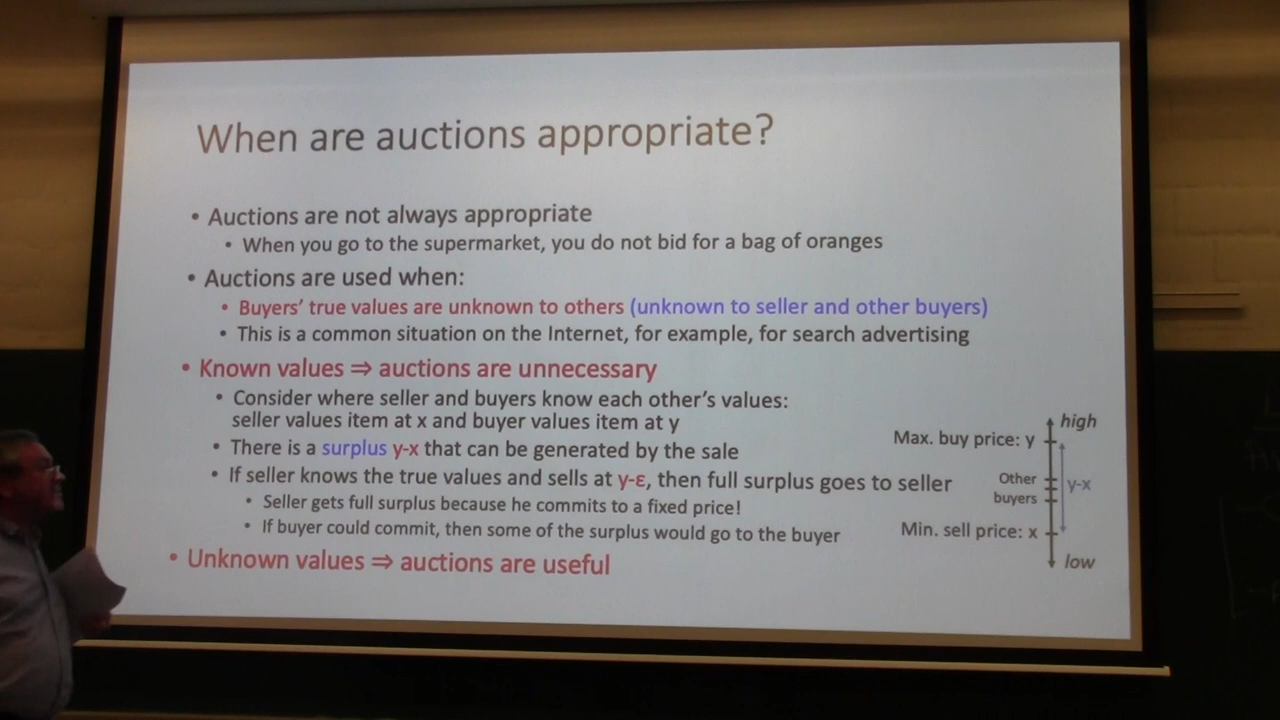 When are auctions appropriate?
• Auctions are not always appropriate
• When you go to the supermarket, you do not bid for a bag of oranges
• Auctions are used when:
• Buyers' true values are unknown to others (unknown to seller and other buyers)
• This is a common situation on the Internet, for example, for search advertising
• Known values ⇒ auctions are unnecessary
• Consider where seller and buyers know each other's values:
seller values item at x and buyer values item at y
• There is a surplus y-x that can be generated by the sale
• If seller knows the true values and sells at y-ε, then full surplus goes to seller
• Seller gets full surplus because he commits to a fixed price!
• If buyer could commit, then some of the surplus would go to the buyer
• Unknown values ⇒ auctions are useful
high
Max. buy price: y
Other
buyers
y-x
Min. sell price: x
low